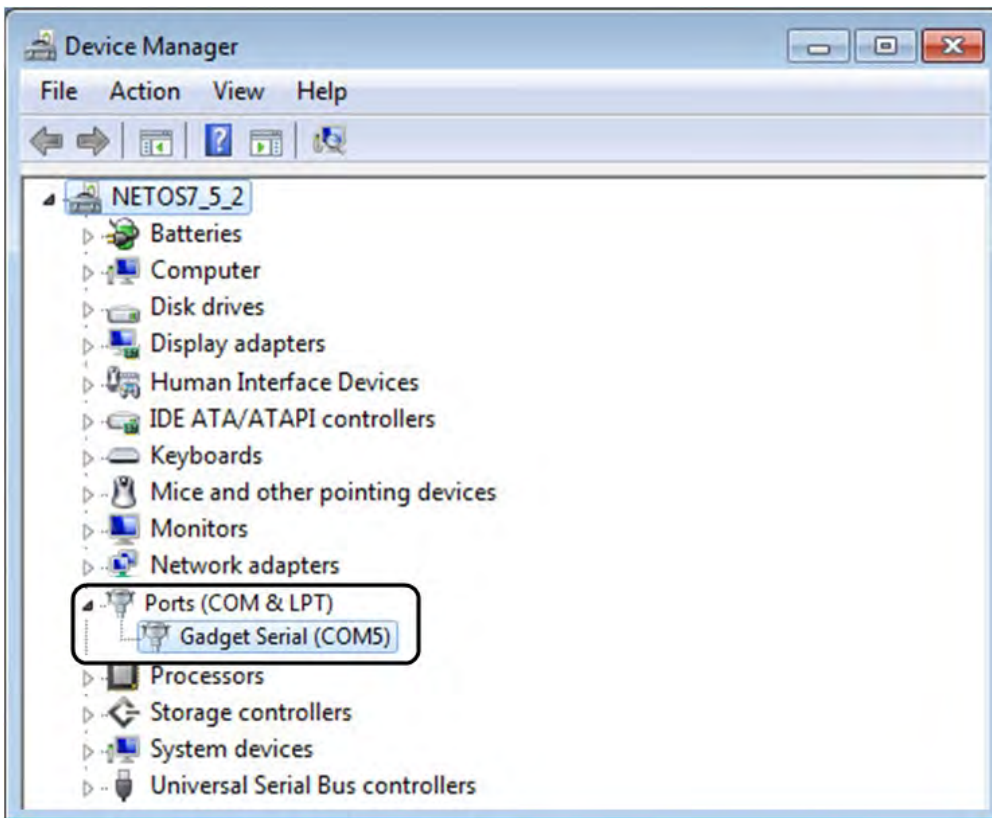 Device Manager
File Action View Help
NETOS7_5_2
Batteries
Computer
Disk drives
Display adapters
Human Interface Devices
IDE ATA/ATAPI controllers
Keyboards
Mice and other pointing devices
Monitors
Network adapters
Ports (COM & LPT)
Gadget Serial (COM5)
Processors
Storage controllers
System devices
Universal Serial Bus controllers